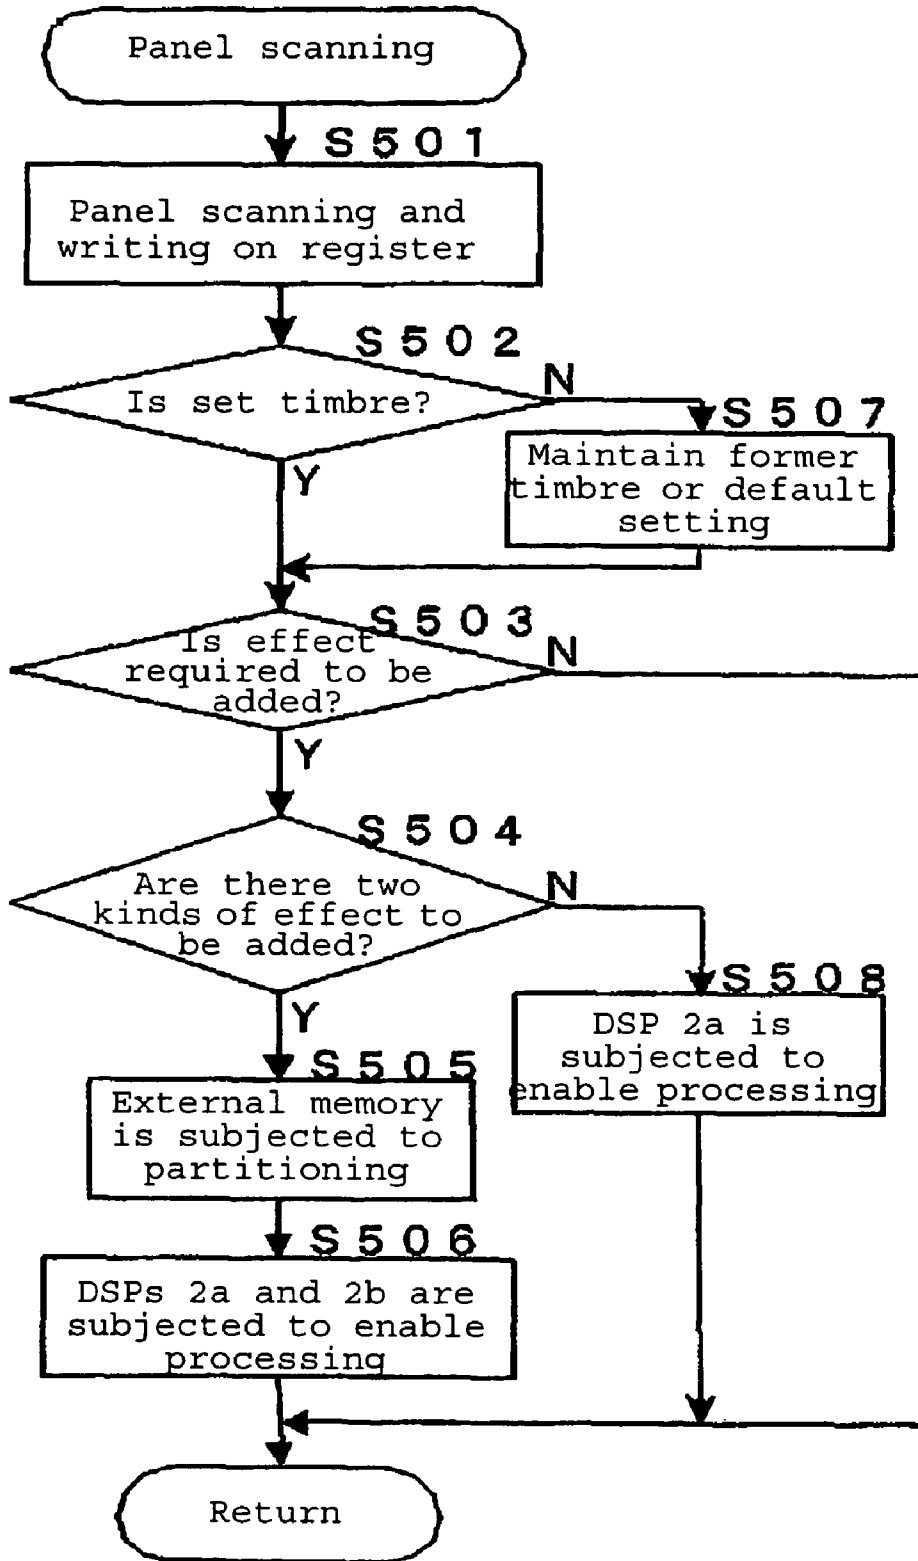 Panel scanning
S501
Panel scanning and
writing on register
S502
Is set timbre?
N
Y
S507
Maintain former
timbre or default
setting
S503
Is effect
required to be
added?
N
Y
S504
Are there two
kinds of effect to
be added?
N
Y
S508
DSP 2a is
subjected to
enable processing
S505
External memory
is subjected to
partitioning
S506
DSPs 2a and 2b are
subjected to enable
processing
Return